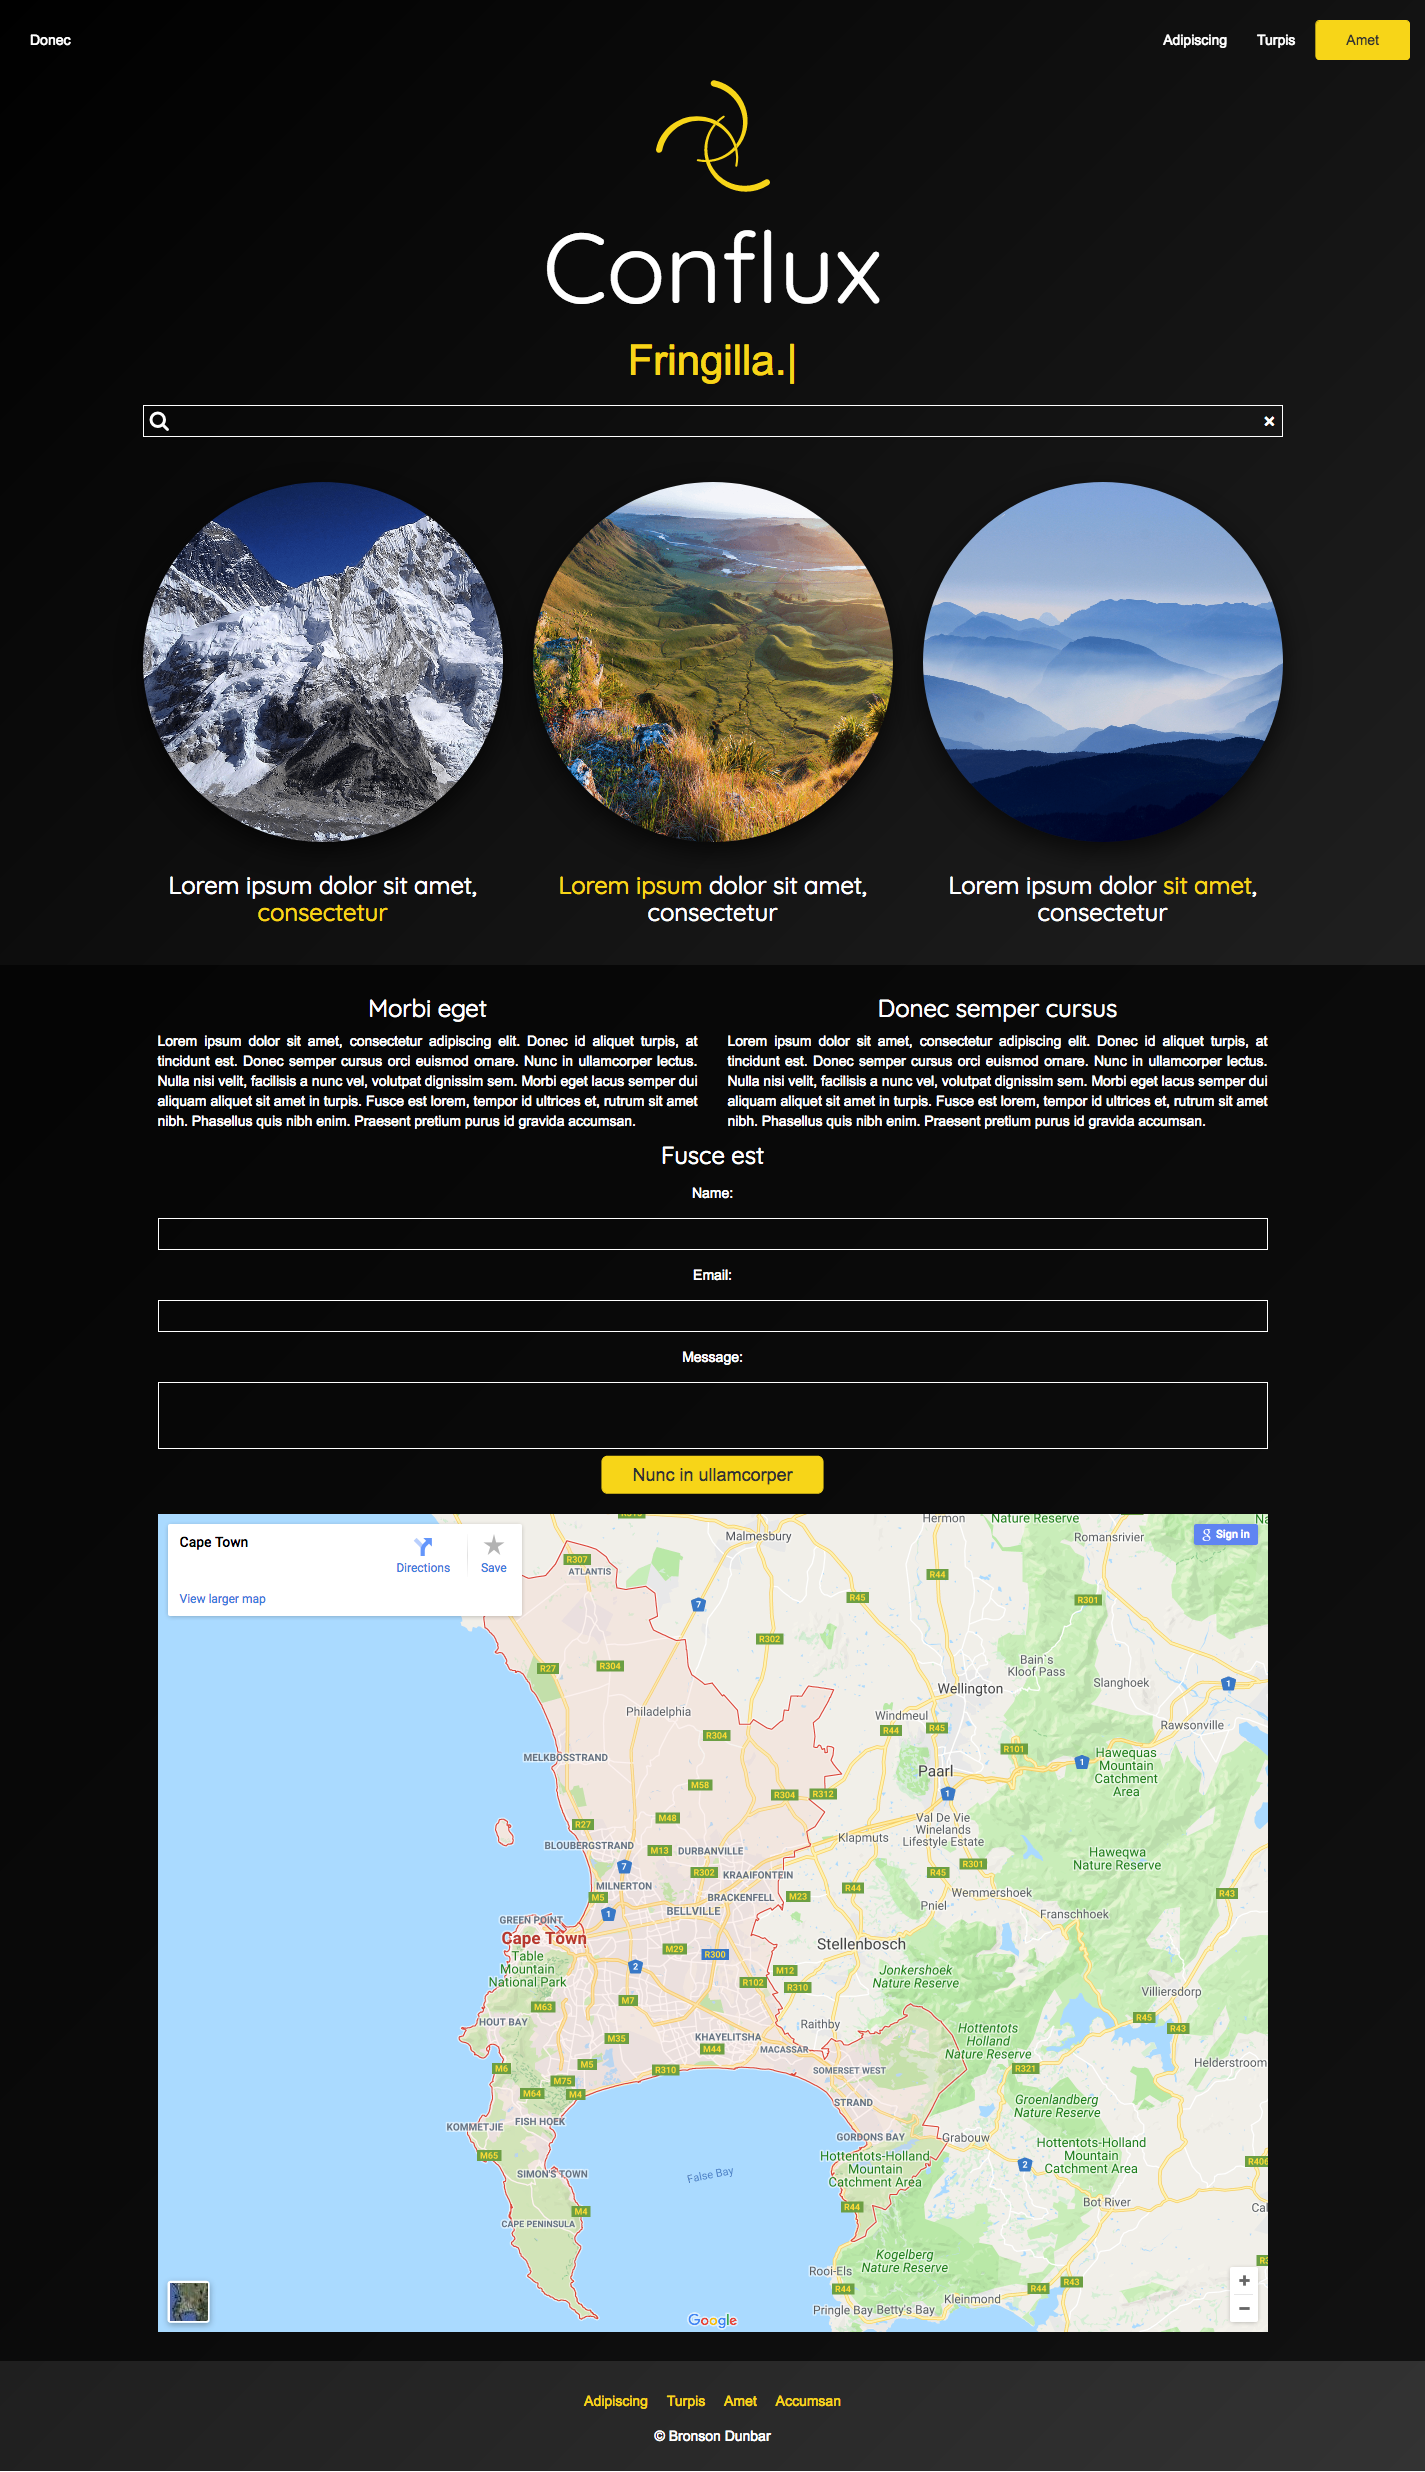 Donec
Adipiscing
Turpis
Amet
Conflux
Fringilla.|
Lorem ipsum dolor sit amet,
consectetur
Lorem ipsum dolor sit amet,
consectetur
Lorem ipsum dolor sit amet,
consectetur
Morbi eget
Lorem ipsum dolor sit amet, consectetur adipiscing elit. Donec id aliquet turpis, at
tincidunt est. Donec semper cursus orci euismod ornare. Nunc in ullamcorper lectus.
Nulla nisi velit, facilisis a nunc vel, volutpat dignissim sem. Morbi eget lacus semper dui
aliquam aliquet sit amet in turpis. Fusce est lorem, tempor id ultrices et, rutrum sit amet
nibh. Phasellus quis nibh enim. Praesent pretium purus id gravida accumsan.
Donec semper cursus
Lorem ipsum dolor sit amet, consectetur adipiscing elit. Donec id aliquet turpis, at
tincidunt est. Donec semper cursus orci euismod ornare. Nunc in ullamcorper lectus.
Nulla nisi velit, facilisis a nunc vel, volutpat dignissim sem. Morbi eget lacus semper dui
aliquam aliquet sit amet in turpis. Fusce est lorem, tempor id ultrices et, rutrum sit amet
nibh. Phasellus quis nibh enim. Praesent pretium purus id gravida accumsan.
Fusce est
Name:
Email:
Message:
Nunc in ullamcorper
Cape Town
Directions
Save
View larger map
Sign in
Hermon
Nature Reserve
Malmesbury
Romansrivier
R307
ATLANTIS
R44
R45
R301
7
R302
Bain's
Kloof Pass
R27
R304
Wellington
Slanghoek
1
Philadelphia
Windmeul
R44
R45
Rawsonville
R304
R101
MELKBOSSTRAND
1
Hawequas
Mountain
Catchment
Area
Paarl
M58
R304
R312
1
R27
M48
Val De Vie
Winelands
Lifestyle Estate
BLOUBERGSTRAND
M13
DURBANVILLE
Klapmuts
Haweqwa
Nature Reserve
7
R302
KRAAIFONTEIN
R45
R301
MILNERTON
M5
BRACKENFELL
M23
R44
Wemmershoek
R43
1
BELLVILLE
Pniel
Franschhoek
GREEN POINT
Cape Town
Table
Mountain
National Park
M29
R300
Stellenbosch
2
M12
R102
R310
Jonkershoek
Nature Reserve
M63
M7
Villiersdorp
HOUT BAY
M35
KHAYELITSHA
Raithby
R45
R43
M44
MACASSAR
Hottentots
Holland
Nature Reserve
M6
M5
R310
SOMERSET WEST
R321
Helderstroom
M75
M64
M4
STRAND
Groenlandberg
Nature Reserve
KOMMETJIE
FISH HOEK
GORDONS BAY
Grabouw
M65
Hottentots-Holland
Mountain
Catchment Area
Hottentots-Holland
Mountain
Catchment Area
2
R406
SIMON'S TOWN
False Bay
M4
R44
Bot River
CAPE PENINSULA
Kogelberg
Nature Reserve
Rooi-Els
R44
R44
R43
Pringle Bay
Betty's Bay
Kleinmond
Google
Adipiscing
Turpis
Amet
Accumsan
© Bronson Dunbar